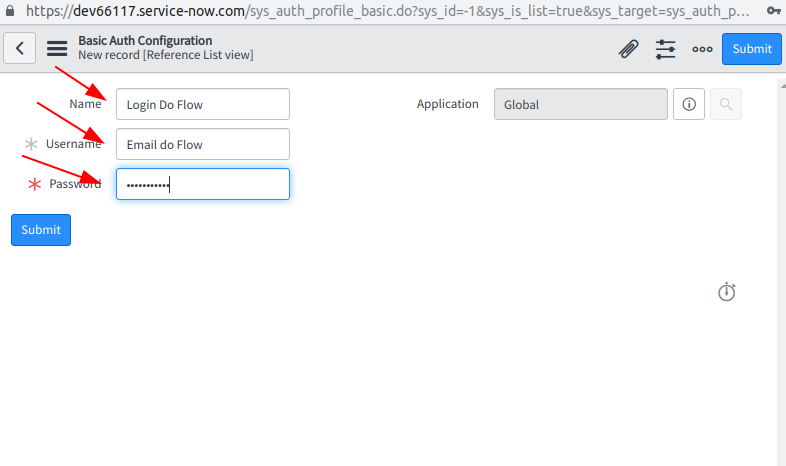 https://dev66117.service-now.com/sys_auth_profile_basic.do?sys_id=-1&sys_is_list=true&sys_target=sys_auth_p...
Basic Auth Configuration
New record [Reference List view]
Submit
Name
Login Do Flow
Application
Global
Username
Email do Flow
Password
•••••••••••
Submit